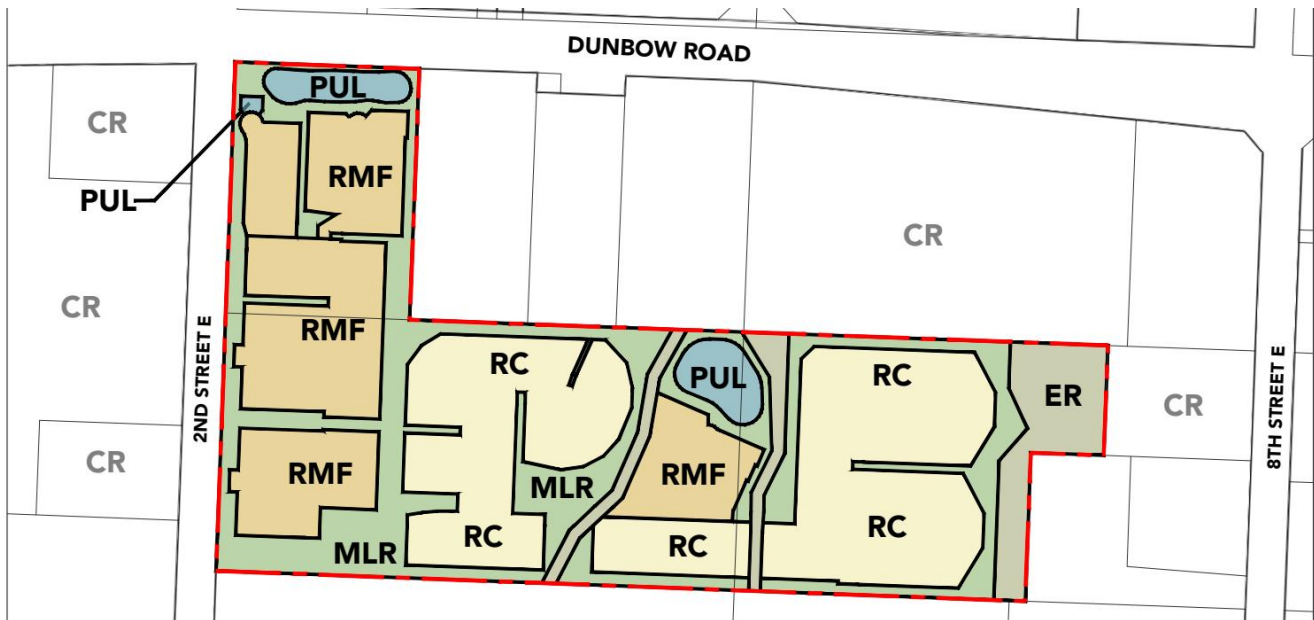 DUNBOW ROAD
PUL
CR
RMF
PUL
CR
CR
RMF
2ND STREET E
RC
RC
PUL
ER
CR
8TH STREET E
CR
RMF
MLR
RMF
RC
RC
RC
MLR